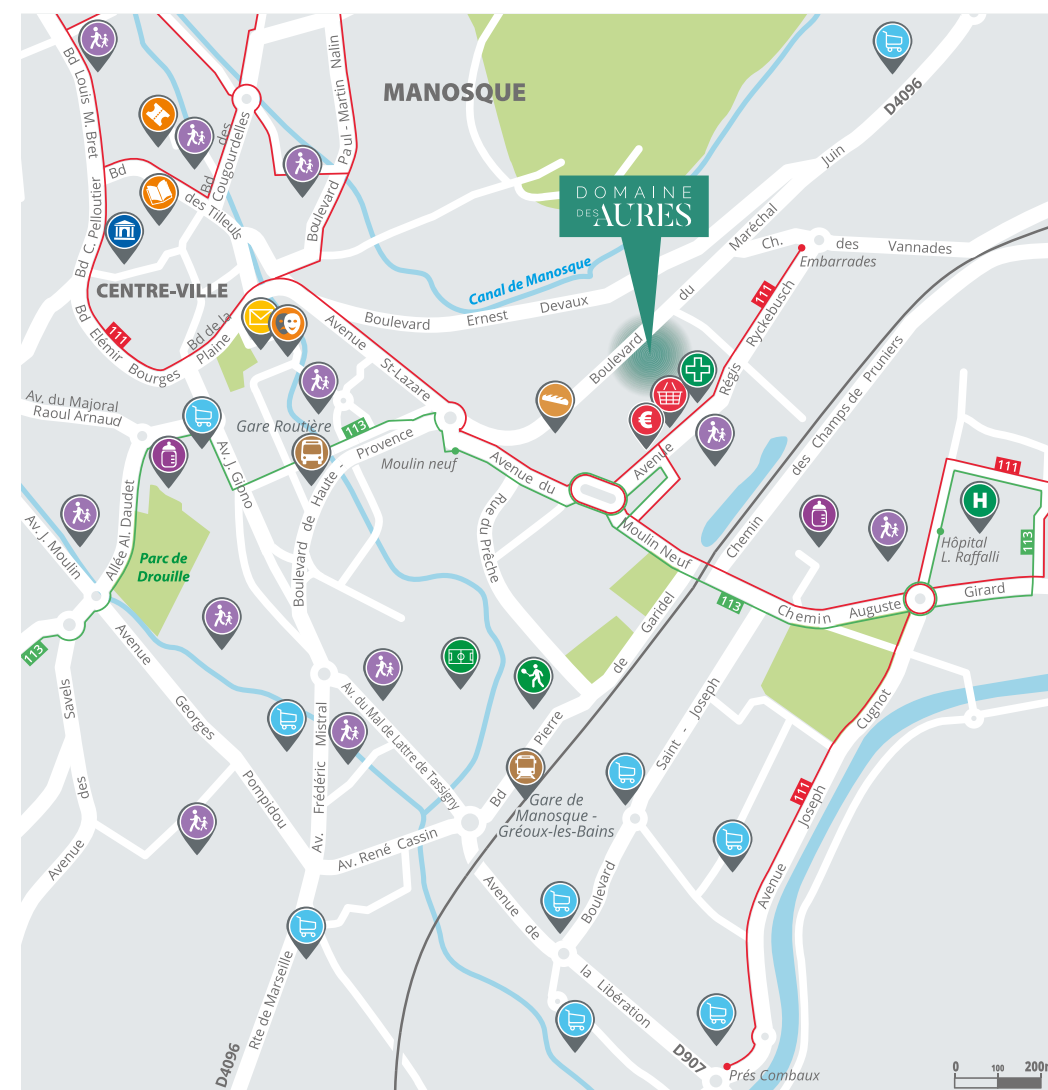 MANOSQUE
Bd Louis M. Bret
Bd des
Cougourdelles
Boulevard Paul - Martin Nalin
D4096
Bd
des Tilleuls
Bd C. Pelloutier
DOMAINE
DES AURES
Boulevard du Maréchal Juin
Ch. des Vannades
Embarrades
111
Canal de Manosque
CENTRE-VILLE
Boulevard Ernest Devaux
111
Bd Elémir Bourges
Bd de la
Plaine
Avenue St-Lazare
Avenue Régis Ryckebusch
Chemin des Champs de Pruniers
Av. du Majoral
Raoul Arnaud
Gare Routière
113
Moulin neuf
€
Av. J. Giono
Boulevard de Haute - Provence
Avenue du Moulin Neuf
111
H
Hôpital
L. Raffalli
113
Av. J. Moulin
Allée Al. Daudet
Parc de
Drouille
Rue du Prêche
113
Chemin Auguste Girard
113
Avenue des Savels
Avenue Georges Pompidou
Av. Frédéric Mistral
Av. du Mal de Lattre de Tassigny
Bd Pierre de Garidel
Boulevard Saint - Joseph
Avenue Joseph Cugnot
111
Gare de
Manosque -
Gréoux-les-Bains
Av. René Cassin
Avenue de la Libération
Rte de Marseille
D4096
D907
Prés Combaux
0 100 200m